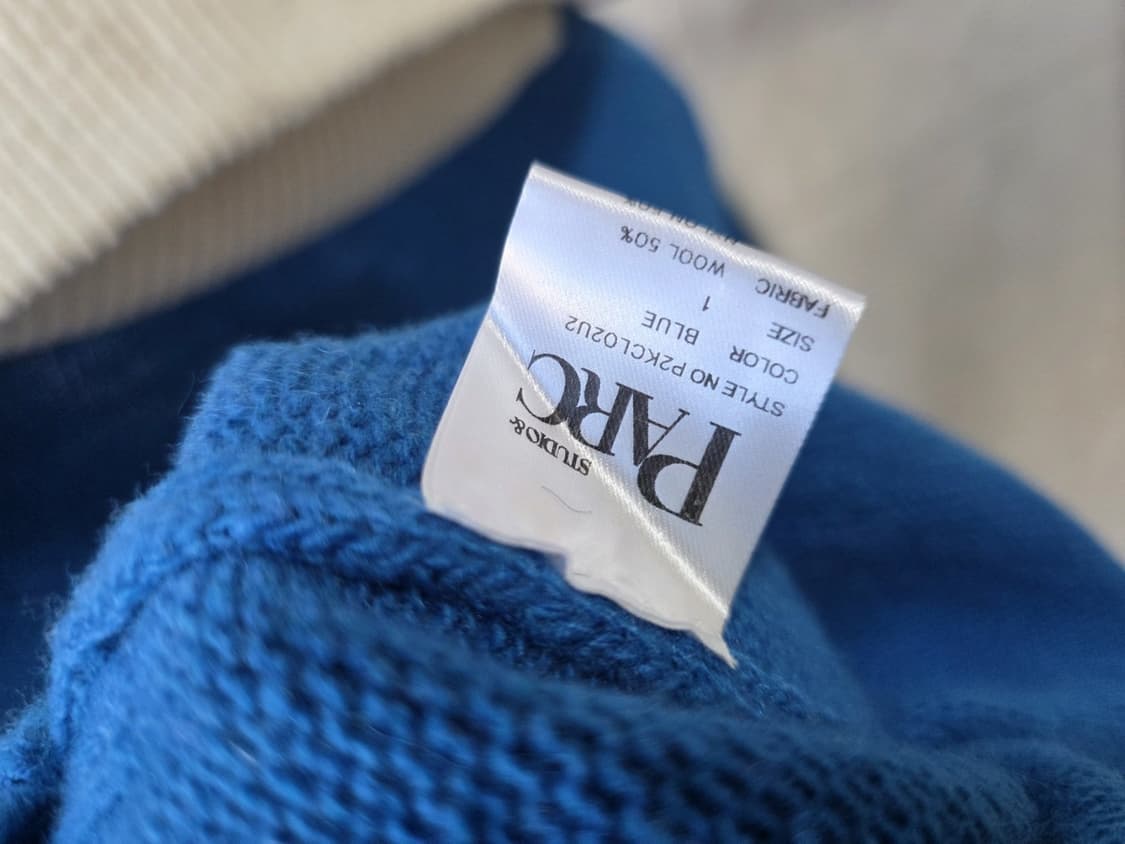 STUDIO &
PARC
STYLE NO P2KCL02U2
COLOR BLUE
SIZE 1
FABRIC WOOL 50%